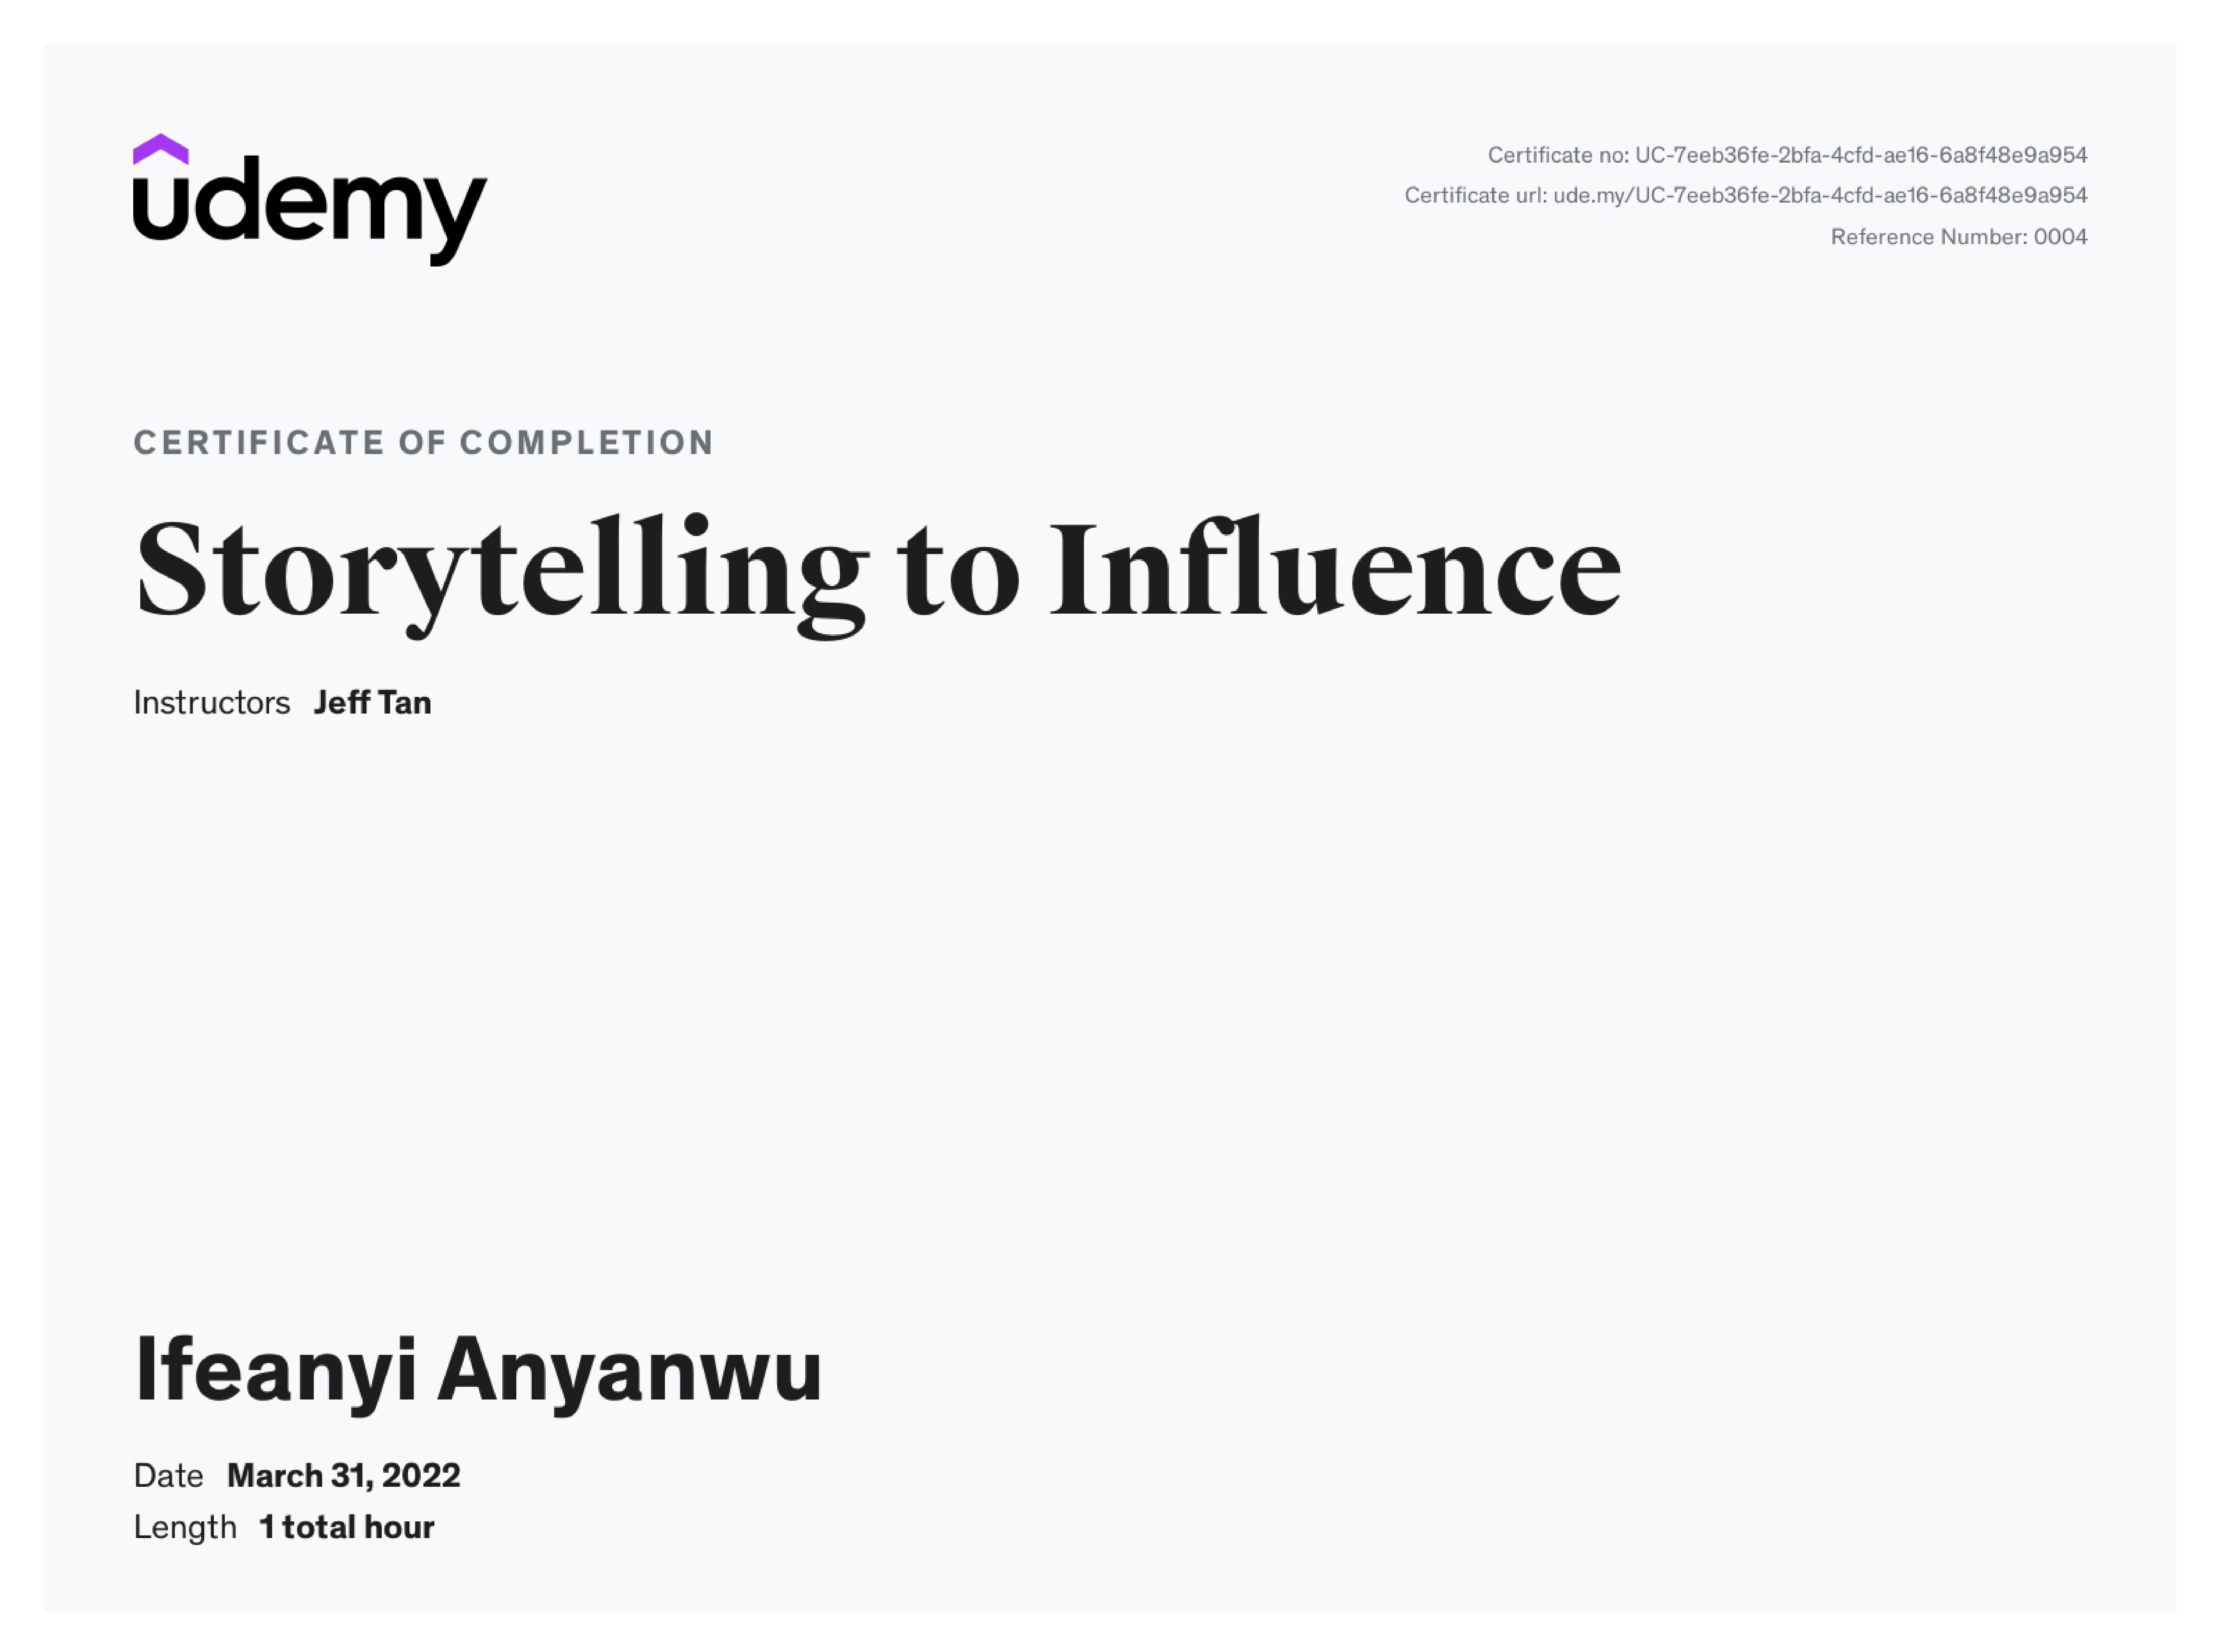 udemy
Certificate no: UC-7eeb36fe-2bfa-4cfd-ae16-6a8f48e9a954
Certificate url: ude.my/UC-7eeb36fe-2bfa-4cfd-ae16-6a8f48e9a954
Reference Number: 0004
CERTIFICATE OF COMPLETION
Storytelling to Influence
Instructors Jeff Tan
Ifeanyi Anyanwu
Date March 31, 2022
Length 1 total hour